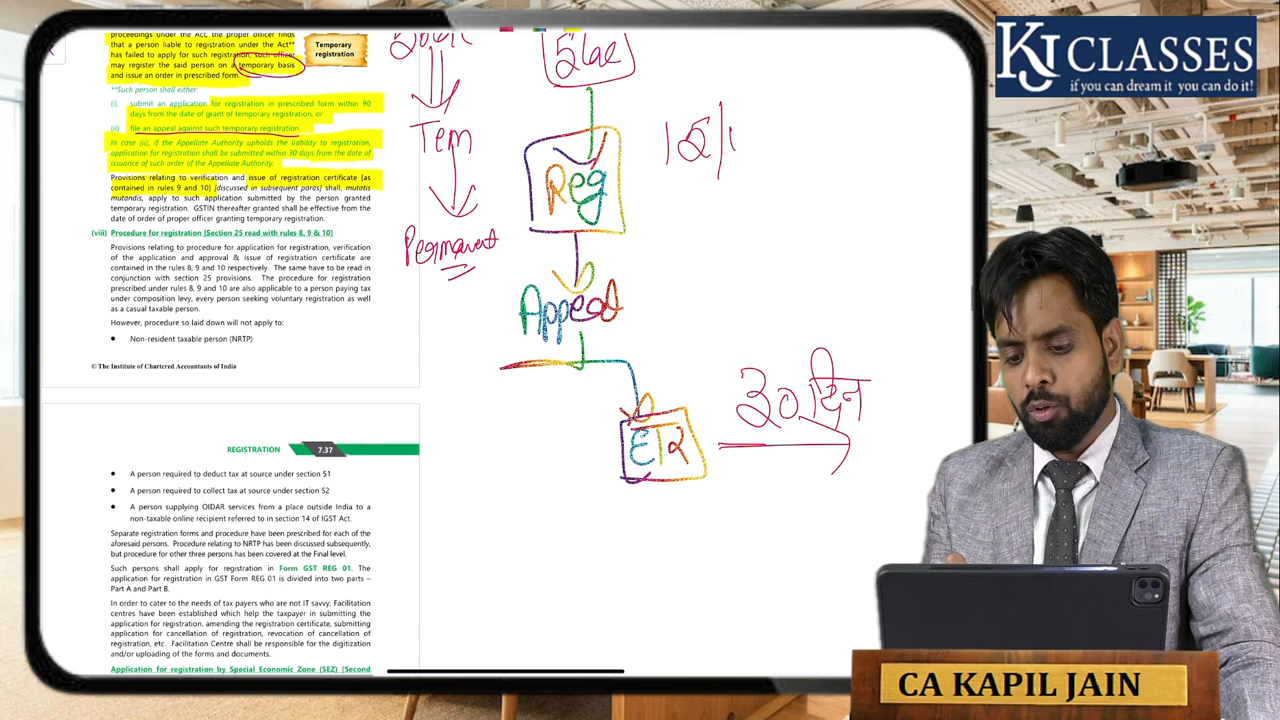 proceedings under the Act, the proper officer finds
that a person liable to registration under the Act**
has failed to apply for such registration, such officer
may register the said person on a temporary basis
and issue an order in prescribed form.
Temporary
registration
**Such person shall either:
(i) submit an application for registration in prescribed form within 90
days from the date of grant of temporary registration, or
(ii) file an appeal against such temporary registration.
In case (ii), if the Appellate Authority upholds the liability to registration,
application for registration shall be submitted within 30 days from the date of
issuance of such order of the Appellate Authority.
Provisions relating to verification and issue of registration certificate [as
contained in rules 9 and 10] [discussed in subsequent paras] shall, mutatis
mutandis, apply to such application submitted by the person granted
temporary registration. GSTIN thereafter granted shall be effective from the
date of order of proper officer granting temporary registration.
(viii) Procedure for registration [Section 25 read with rules 8, 9 & 10]
Provisions relating to procedure for application for registration, verification
of the application and approval & issue of registration certificate are
contained in the rules 8, 9 and 10 respectively. The same have to be read in
conjunction with section 25 provisions. The procedure for registration
prescribed under rules 8, 9 and 10 are also applicable to a person paying tax
under composition levy, every person seeking voluntary registration as well
as a casual taxable person.
However, procedure so laid down will not apply to:
• Non-resident taxable person (NRTP)
© The Institute of Chartered Accountants of India
REGISTRATION 7.37
• A person required to deduct tax at source under section 51
• A person required to collect tax at source under section 52
• A person supplying OIDAR services from a place outside India to a
non-taxable online recipient referred to in section 14 of IGST Act.
Separate registration forms and procedure have been prescribed for each of the
aforesaid persons. Procedure relating to NRTP has been discussed subsequently,
but procedure for other three persons has been covered at the Final level.
Such persons shall apply for registration in Form GST REG 01. The
application for registration in GST Form REG 01 is divided into two parts –
Part A and Part B.
In order to cater to the needs of tax payers who are not IT savvy, Facilitation
centres have been established which help the taxpayer in submitting the
application for registration, amending the registration certificate, submitting
application for cancellation of registration, revocation of cancellation of
registration, etc. Facilitation Centre shall be responsible for the digitization
and/or uploading of the forms and documents.
Application for registration by Special Economic Zone (SEZ) [Second
Tem
Permanent
Reg
Appeal
ETR
30 दिन
KJ CLASSES
if you can dream it you can do it!
CA KAPIL JAIN